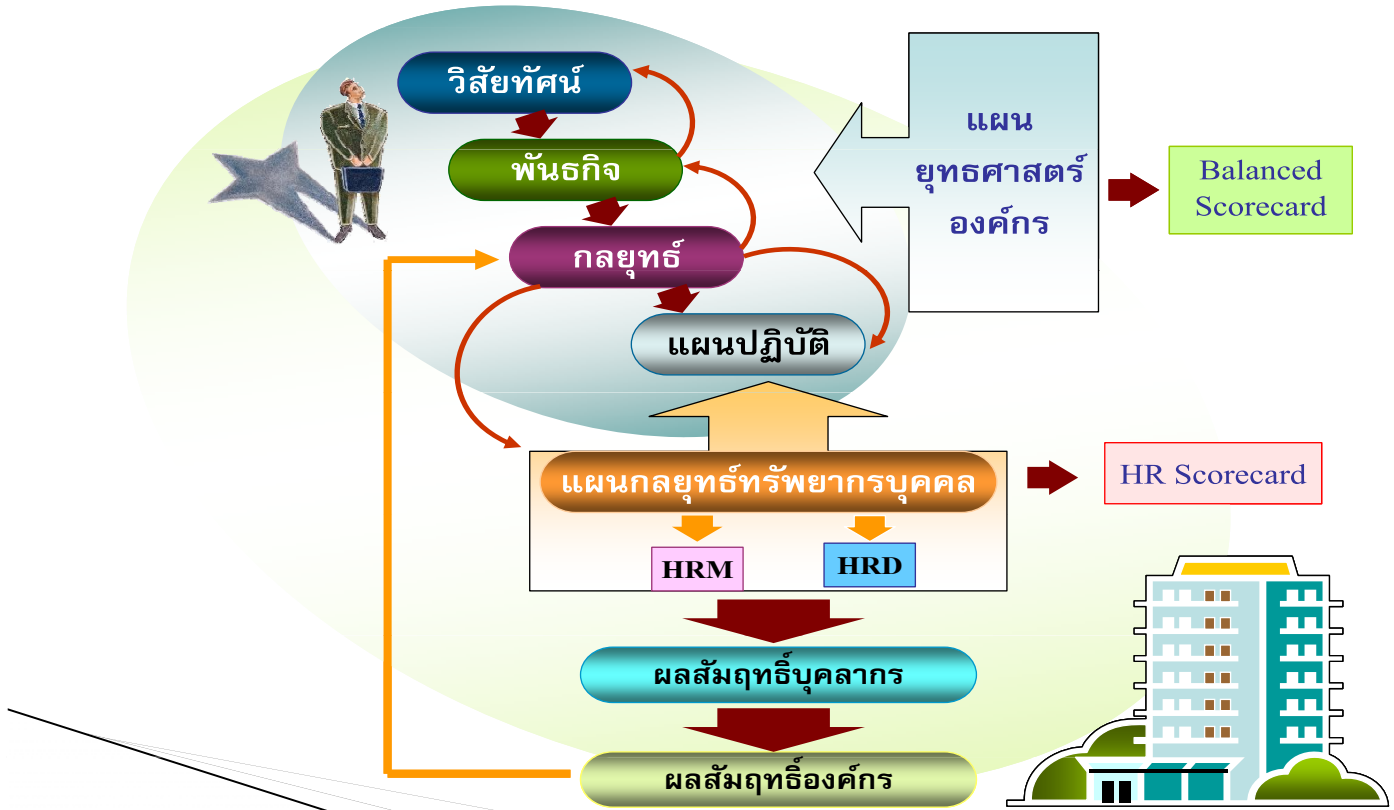 วิสัยทัศน์
พันธกิจ
กลยุทธ์
แผนปฏิบัติ
แผน
ยุทธศาสตร์
องค์กร
Balanced
Scorecard
แผนกลยุทธ์ทรัพยากรบุคคล
HR Scorecard
HRM
HRD
ผลสัมฤทธิ์บุคลากร
ผลสัมฤทธิ์องค์กร